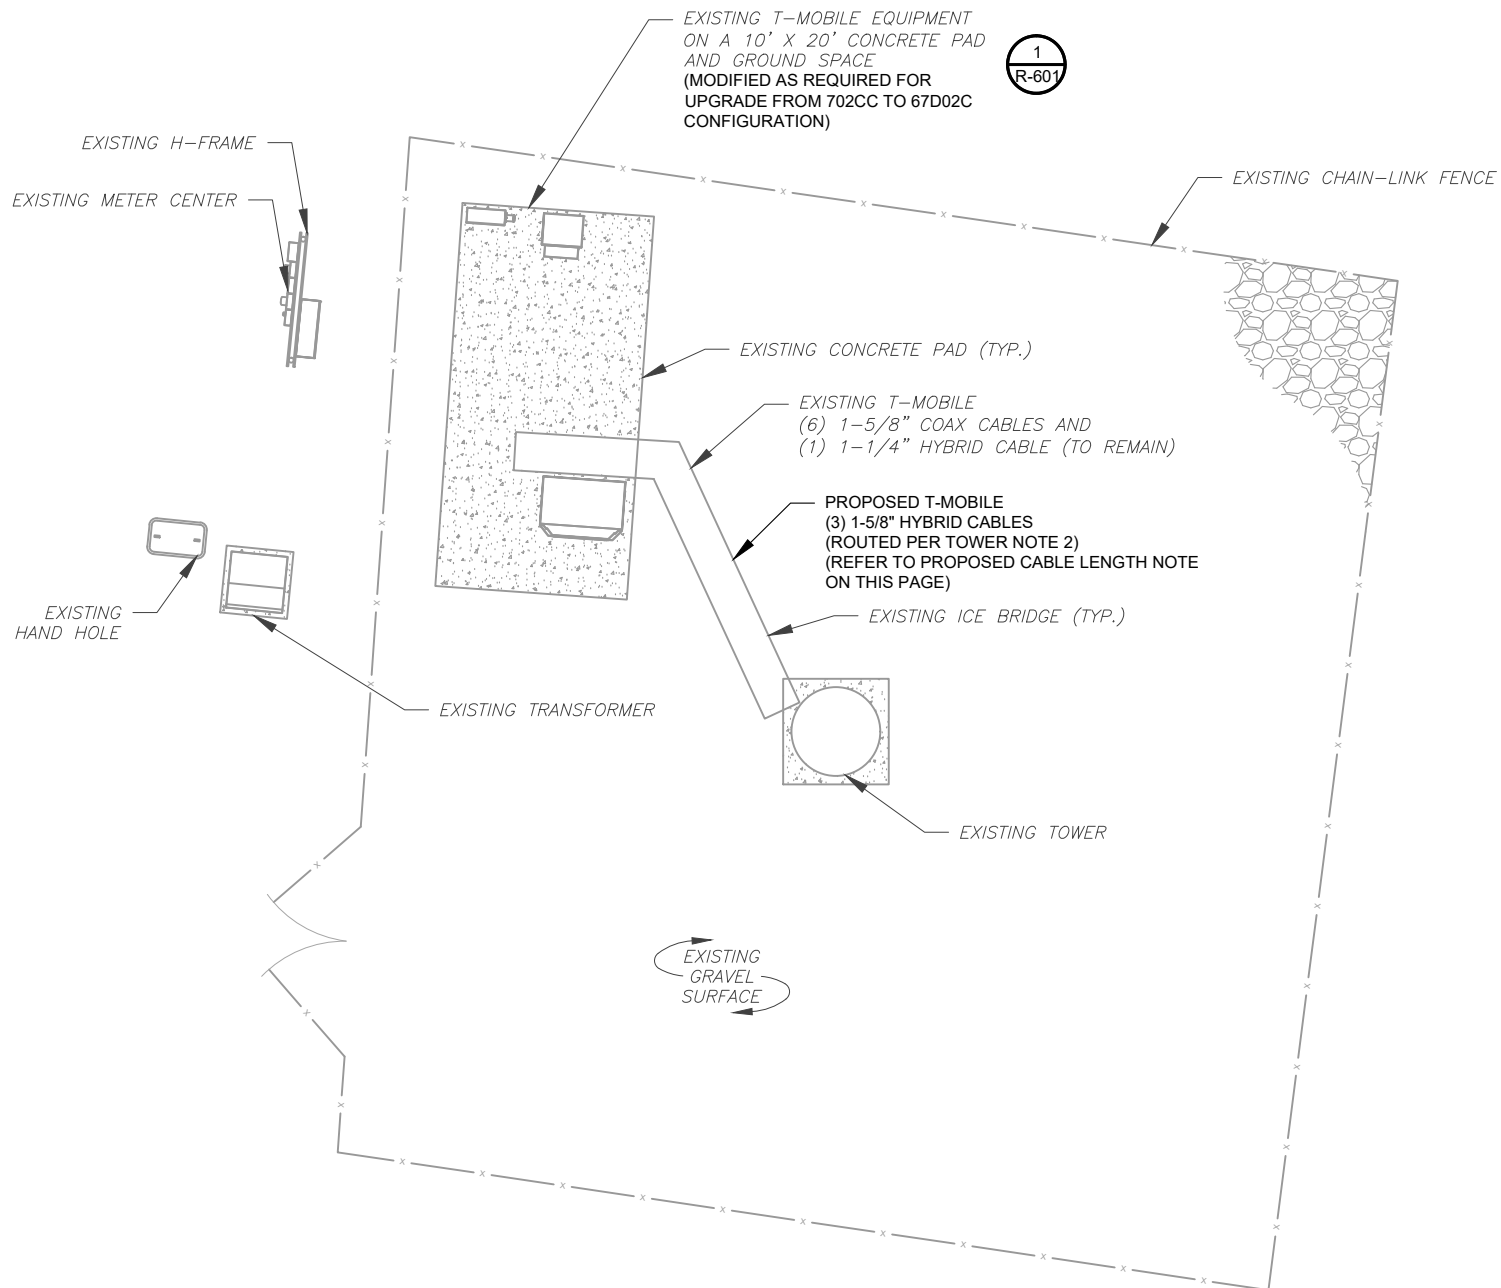 EXISTING T-MOBILE EQUIPMENT
ON A 10' X 20' CONCRETE PAD
AND GROUND SPACE
(MODIFIED AS REQUIRED FOR
UPGRADE FROM 702CC TO 67D02C
CONFIGURATION)
1
R-601
EXISTING H-FRAME
EXISTING METER CENTER
EXISTING CHAIN-LINK FENCE
EXISTING CONCRETE PAD (TYP.)
EXISTING T-MOBILE
(6) 1-5/8" COAX CABLES AND
(1) 1-1/4" HYBRID CABLE (TO REMAIN)
PROPOSED T-MOBILE
(3) 1-5/8" HYBRID CABLES
(ROUTED PER TOWER NOTE 2)
(REFER TO PROPOSED CABLE LENGTH NOTE
ON THIS PAGE)
EXISTING
HAND HOLE
EXISTING ICE BRIDGE (TYP.)
EXISTING TRANSFORMER
EXISTING TOWER
EXISTING
GRAVEL
SURFACE